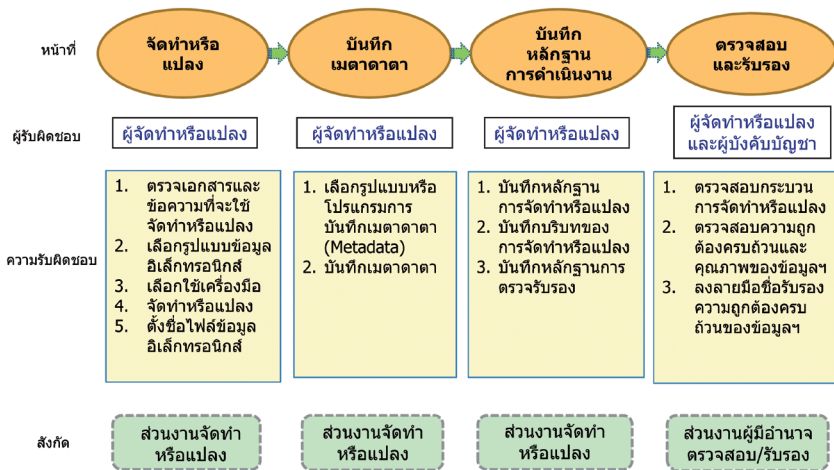 หน้าที่
จัดทำหรือ
แปลง
บันทึก
เมตาดาตา
บันทึก
หลักฐาน
การดำเนินงาน
ตรวจสอบ
และรับรอง
ผู้รับผิดชอบ
ผู้จัดทำหรือแปลง
ผู้จัดทำหรือแปลง
ผู้จัดทำหรือแปลง
ผู้จัดทำหรือแปลง
และผู้บังคับบัญชา
ความรับผิดชอบ
1. ตรวจเอกสารและ
ข้อความที่จะใช้
จัดทำหรือแปลง
2. เลือกรูปแบบข้อมูล
อิเล็กทรอนิกส์
3. เลือกใช้เครื่องมือ
4. จัดทำหรือแปลง
5. ตั้งชื่อไฟล์ข้อมูล
อิเล็กทรอนิกส์
1. เลือกรูปแบบหรือ
โปรแกรมการ
บันทึกเมตาดาตา
(Metadata)
2. บันทึกเมตาดาตา
1. บันทึกหลักฐาน
การจัดทำหรือแปลง
2. บันทึกบริบทของ
การจัดทำหรือแปลง
3. บันทึกหลักฐานการ
ตรวจรับรอง
1. ตรวจสอบกระบวน
การจัดทำหรือแปลง
2. ตรวจสอบความถูก
ต้องครบถ้วนและ
คุณภาพของข้อมูลฯ
3. ลงลายมือชื่อรับรอง
ความถูกต้องครบ
ถ้วนของข้อมูลฯ
สังกัด
ส่วนงานจัดทำ
หรือแปลง
ส่วนงานจัดทำ
หรือแปลง
ส่วนงานจัดทำ
หรือแปลง
ส่วนงานผู้มีอำนาจ
ตรวจสอบ/รับรอง